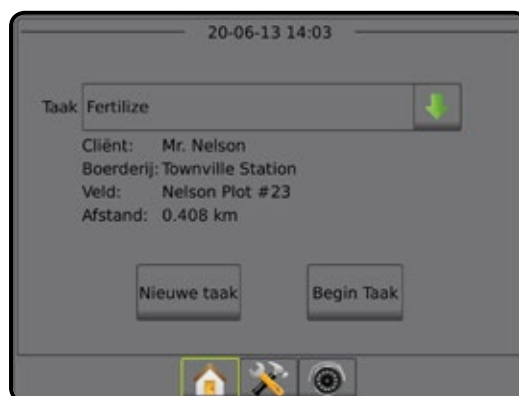 20-06-13 14:03
Taak Fertilize
Cliënt: Mr. Nelson
Boerderij: Townville Station
Veld: Nelson Plot #23
Afstand: 0.408 km
Nieuwe taak Begin Taak